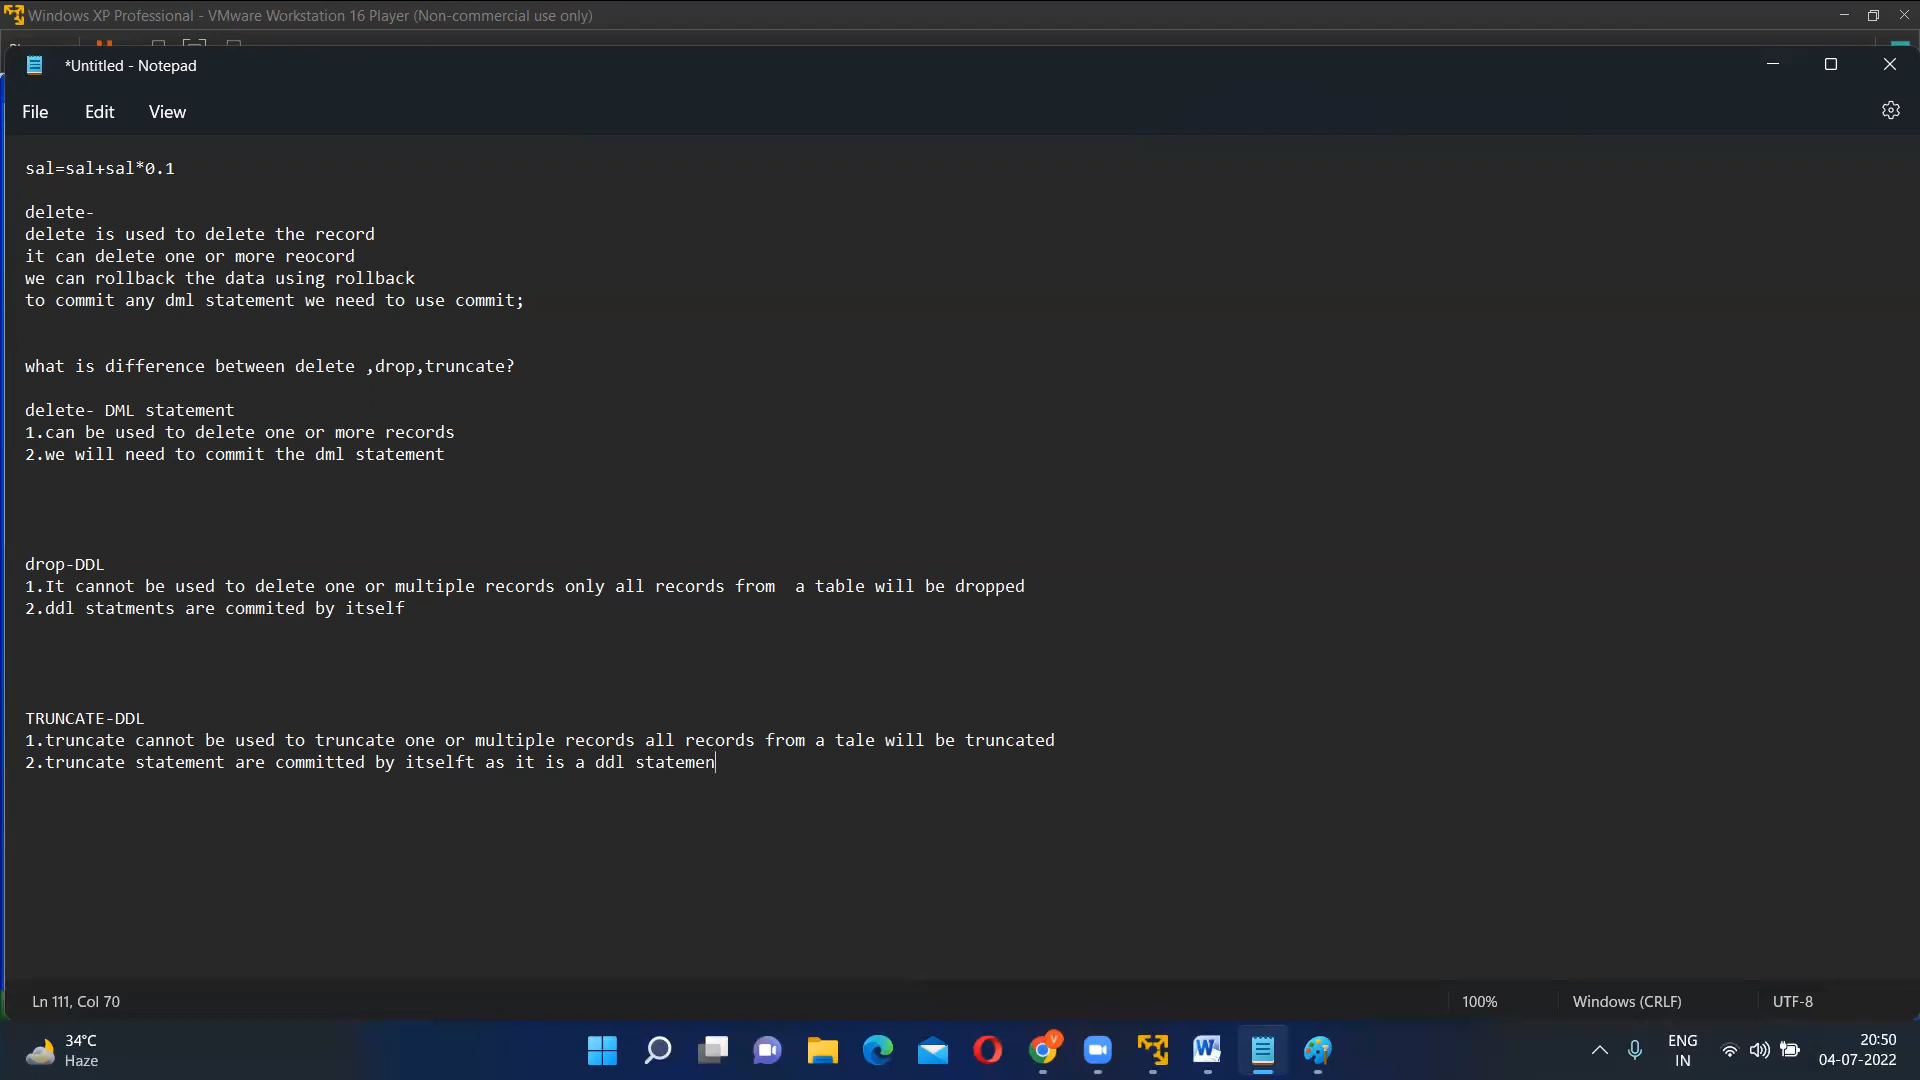 Windows XP Professional - VMware Workstation 16 Player (Non-commercial use only)
*Untitled - Notepad
File Edit View
sal=sal+sal*0.1
delete-
delete is used to delete the record
it can delete one or more reocord
we can rollback the data using rollback
to commit any dml statement we need to use commit;
what is difference between delete ,drop,truncate?
delete- DML statement
1.can be used to delete one or more records
2.we will need to commit the dml statement
drop-DDL
1.It cannot be used to delete one or multiple records only all records from  a table will be dropped
2.ddl statments are commited by itself
TRUNCATE-DDL
1.truncate cannot be used to truncate one or multiple records all records from a tale will be truncated
2.truncate statement are committed by itselft as it is a ddl statemen
Ln 111, Col 70
100%
Windows (CRLF)
UTF-8
34°C
Haze
ENG
IN
20:50
04-07-2022